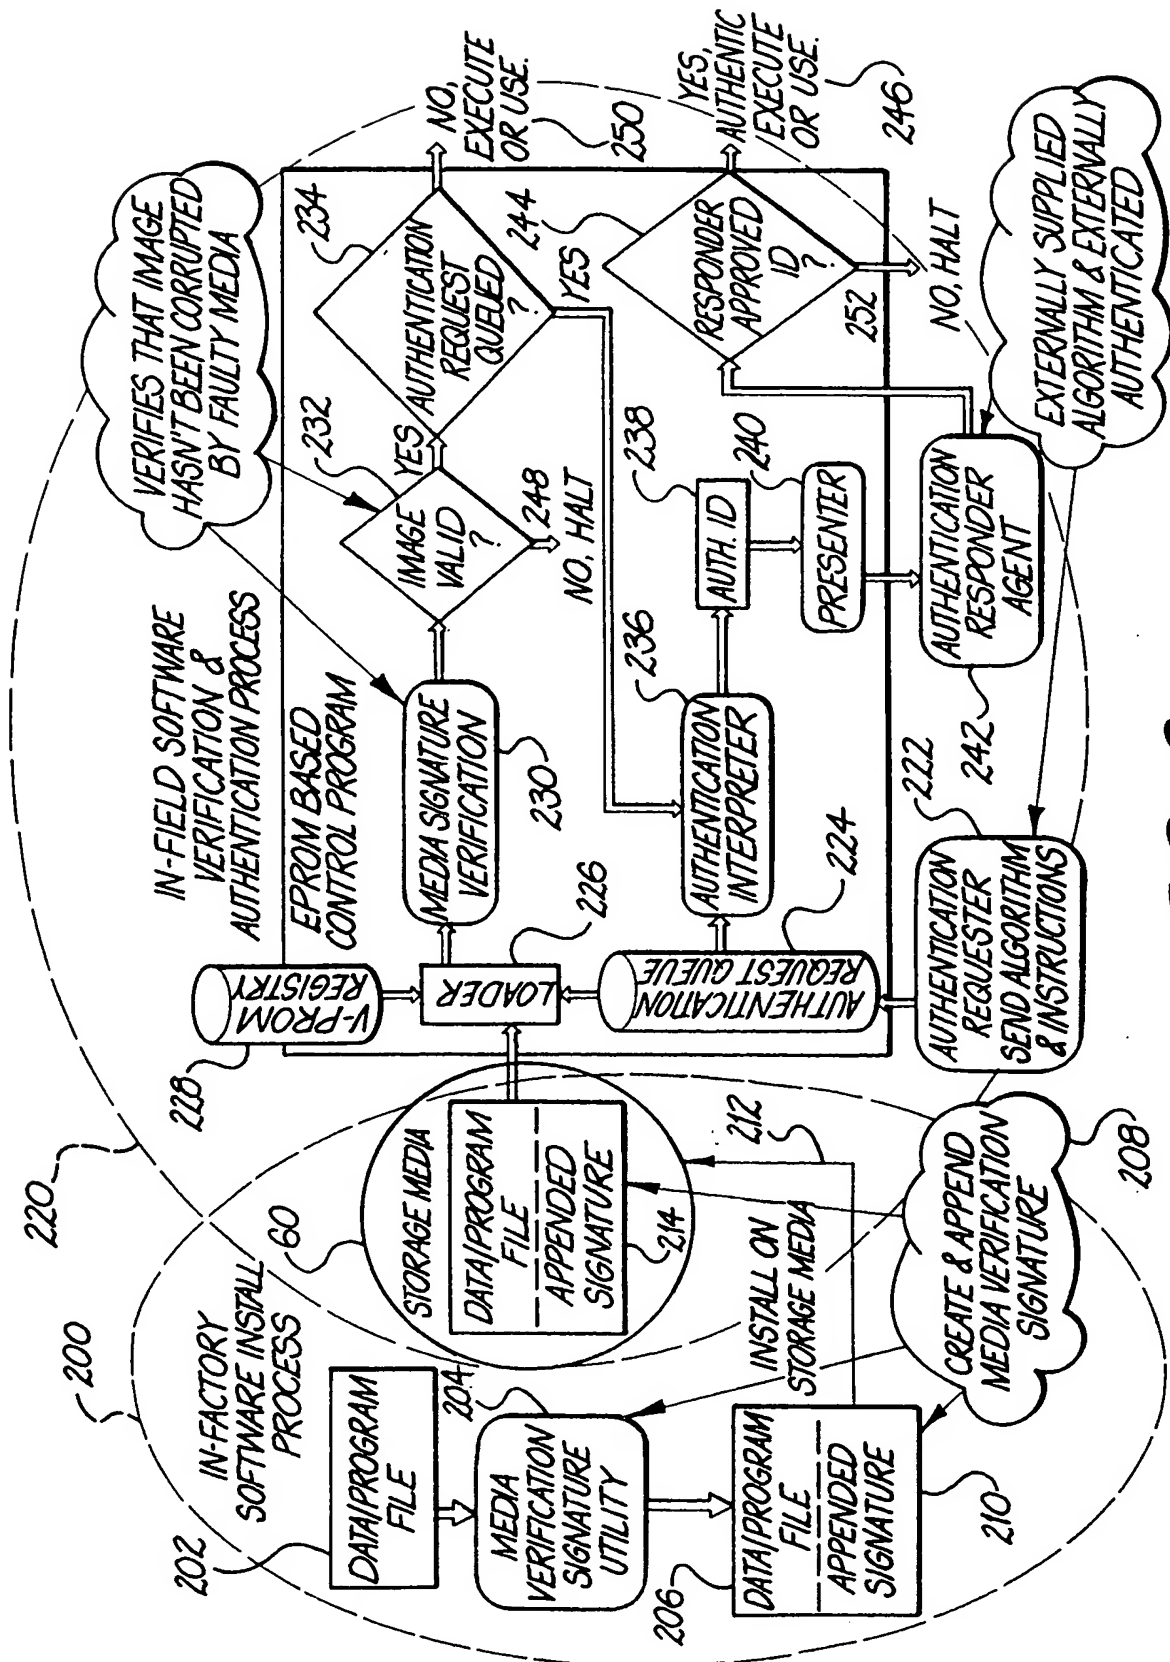 200
IN-FACTORY
SOFTWARE INSTALL
PROCESS
202
DATA/PROGRAM
FILE
204
MEDIA
VERIFICATION
SIGNATURE
UTILITY
206
DATA/PROGRAM
FILE
APPENDED
SIGNATURE
210
INSTALL ON
STORAGE MEDIA
212
CREATE & APPEND
MEDIA VERIFICATION
SIGNATURE
208
60
STORAGE MEDIA
DATA/PROGRAM
FILE
APPENDED
SIGNATURE
214
220
IN-FIELD SOFTWARE
VERIFICATION &
AUTHENTICATION PROCESS
228
V-PROM
REGISTRY
EPROM BASED
CONTROL PROGRAM
LOADER
226
MEDIA SIGNATURE
VERIFICATION
230
VERIFIES THAT IMAGE
HASN'T BEEN CORRUPTED
BY FAULTY MEDIA
232
IMAGE
VALID
?
YES
248
NO, HALT
234
AUTHENTICATION
REQUEST
QUEUED
?
YES
NO,
EXECUTE
OR USE.
250
AUTHENTICATION
REQUEST QUEUE
224
AUTHENTICATION
INTERPRETER
236
AUTH. ID
238
PRESENTER
240
244
RESPONDER
APPROVED
ID
?
YES,
AUTHENTIC
EXECUTE
OR USE.
246
252
NO, HALT
222
AUTHENTICATION
REQUESTER
SEND ALGORITHM
& INSTRUCTIONS
242
AUTHENTICATION
RESPONDER
AGENT
EXTERNALLY SUPPLIED
ALGORITHM & EXTERNALLY
AUTHENTICATED